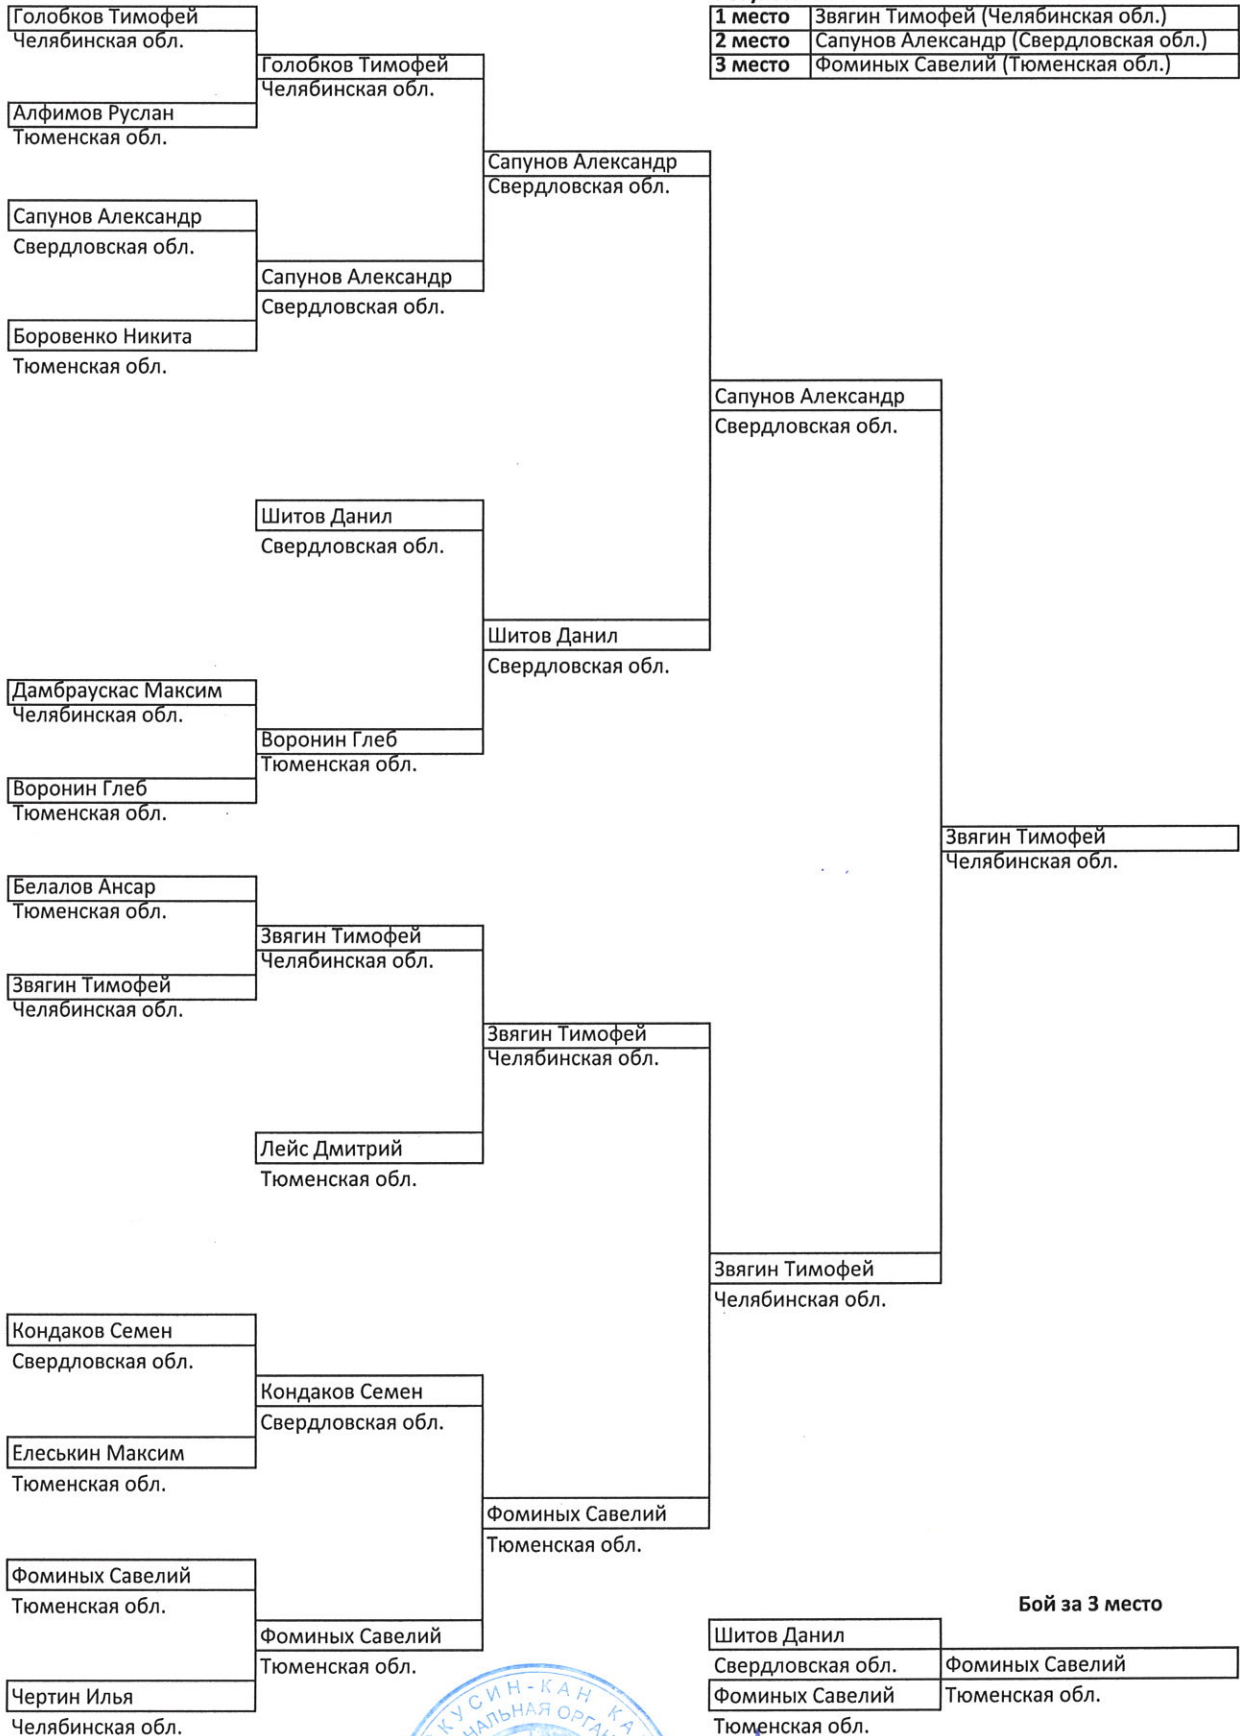 Голобков Тимофей
Челябинская обл.
1 место Звягин Тимофей (Челябинская обл.)
2 место Сапунов Александр (Свердловская обл.)
3 место Фоминых Савелий (Тюменская обл.)
Голобков Тимофей
Челябинская обл.
Алфимов Руслан
Тюменская обл.
Сапунов Александр
Свердловская обл.
Сапунов Александр
Свердловская обл.
Сапунов Александр
Свердловская обл.
Боровенко Никита
Тюменская обл.
Сапунов Александр
Свердловская обл.
Шитов Данил
Свердловская обл.
Шитов Данил
Свердловская обл.
Дамбраускас Максим
Челябинская обл.
Воронин Глеб
Тюменская обл.
Воронин Глеб
Тюменская обл.
Звягин Тимофей
Челябинская обл.
Белалов Ансар
Тюменская обл.
Звягин Тимофей
Челябинская обл.
Звягин Тимофей
Челябинская обл.
Звягин Тимофей
Челябинская обл.
Лейс Дмитрий
Тюменская обл.
Звягин Тимофей
Челябинская обл.
Кондаков Семен
Свердловская обл.
Кондаков Семен
Свердловская обл.
Елеськин Максим
Тюменская обл.
Фоминых Савелий
Тюменская обл.
Фоминых Савелий
Тюменская обл.
Бой за 3 место
Фоминых Савелий
Тюменская обл.
Шитов Данил
Свердловская обл.
Фоминых Савелий
Тюменская обл.
Чертин Илья
Челябинская обл.
Фоминых Савелий
Тюменская обл.
КУСИН-КАН